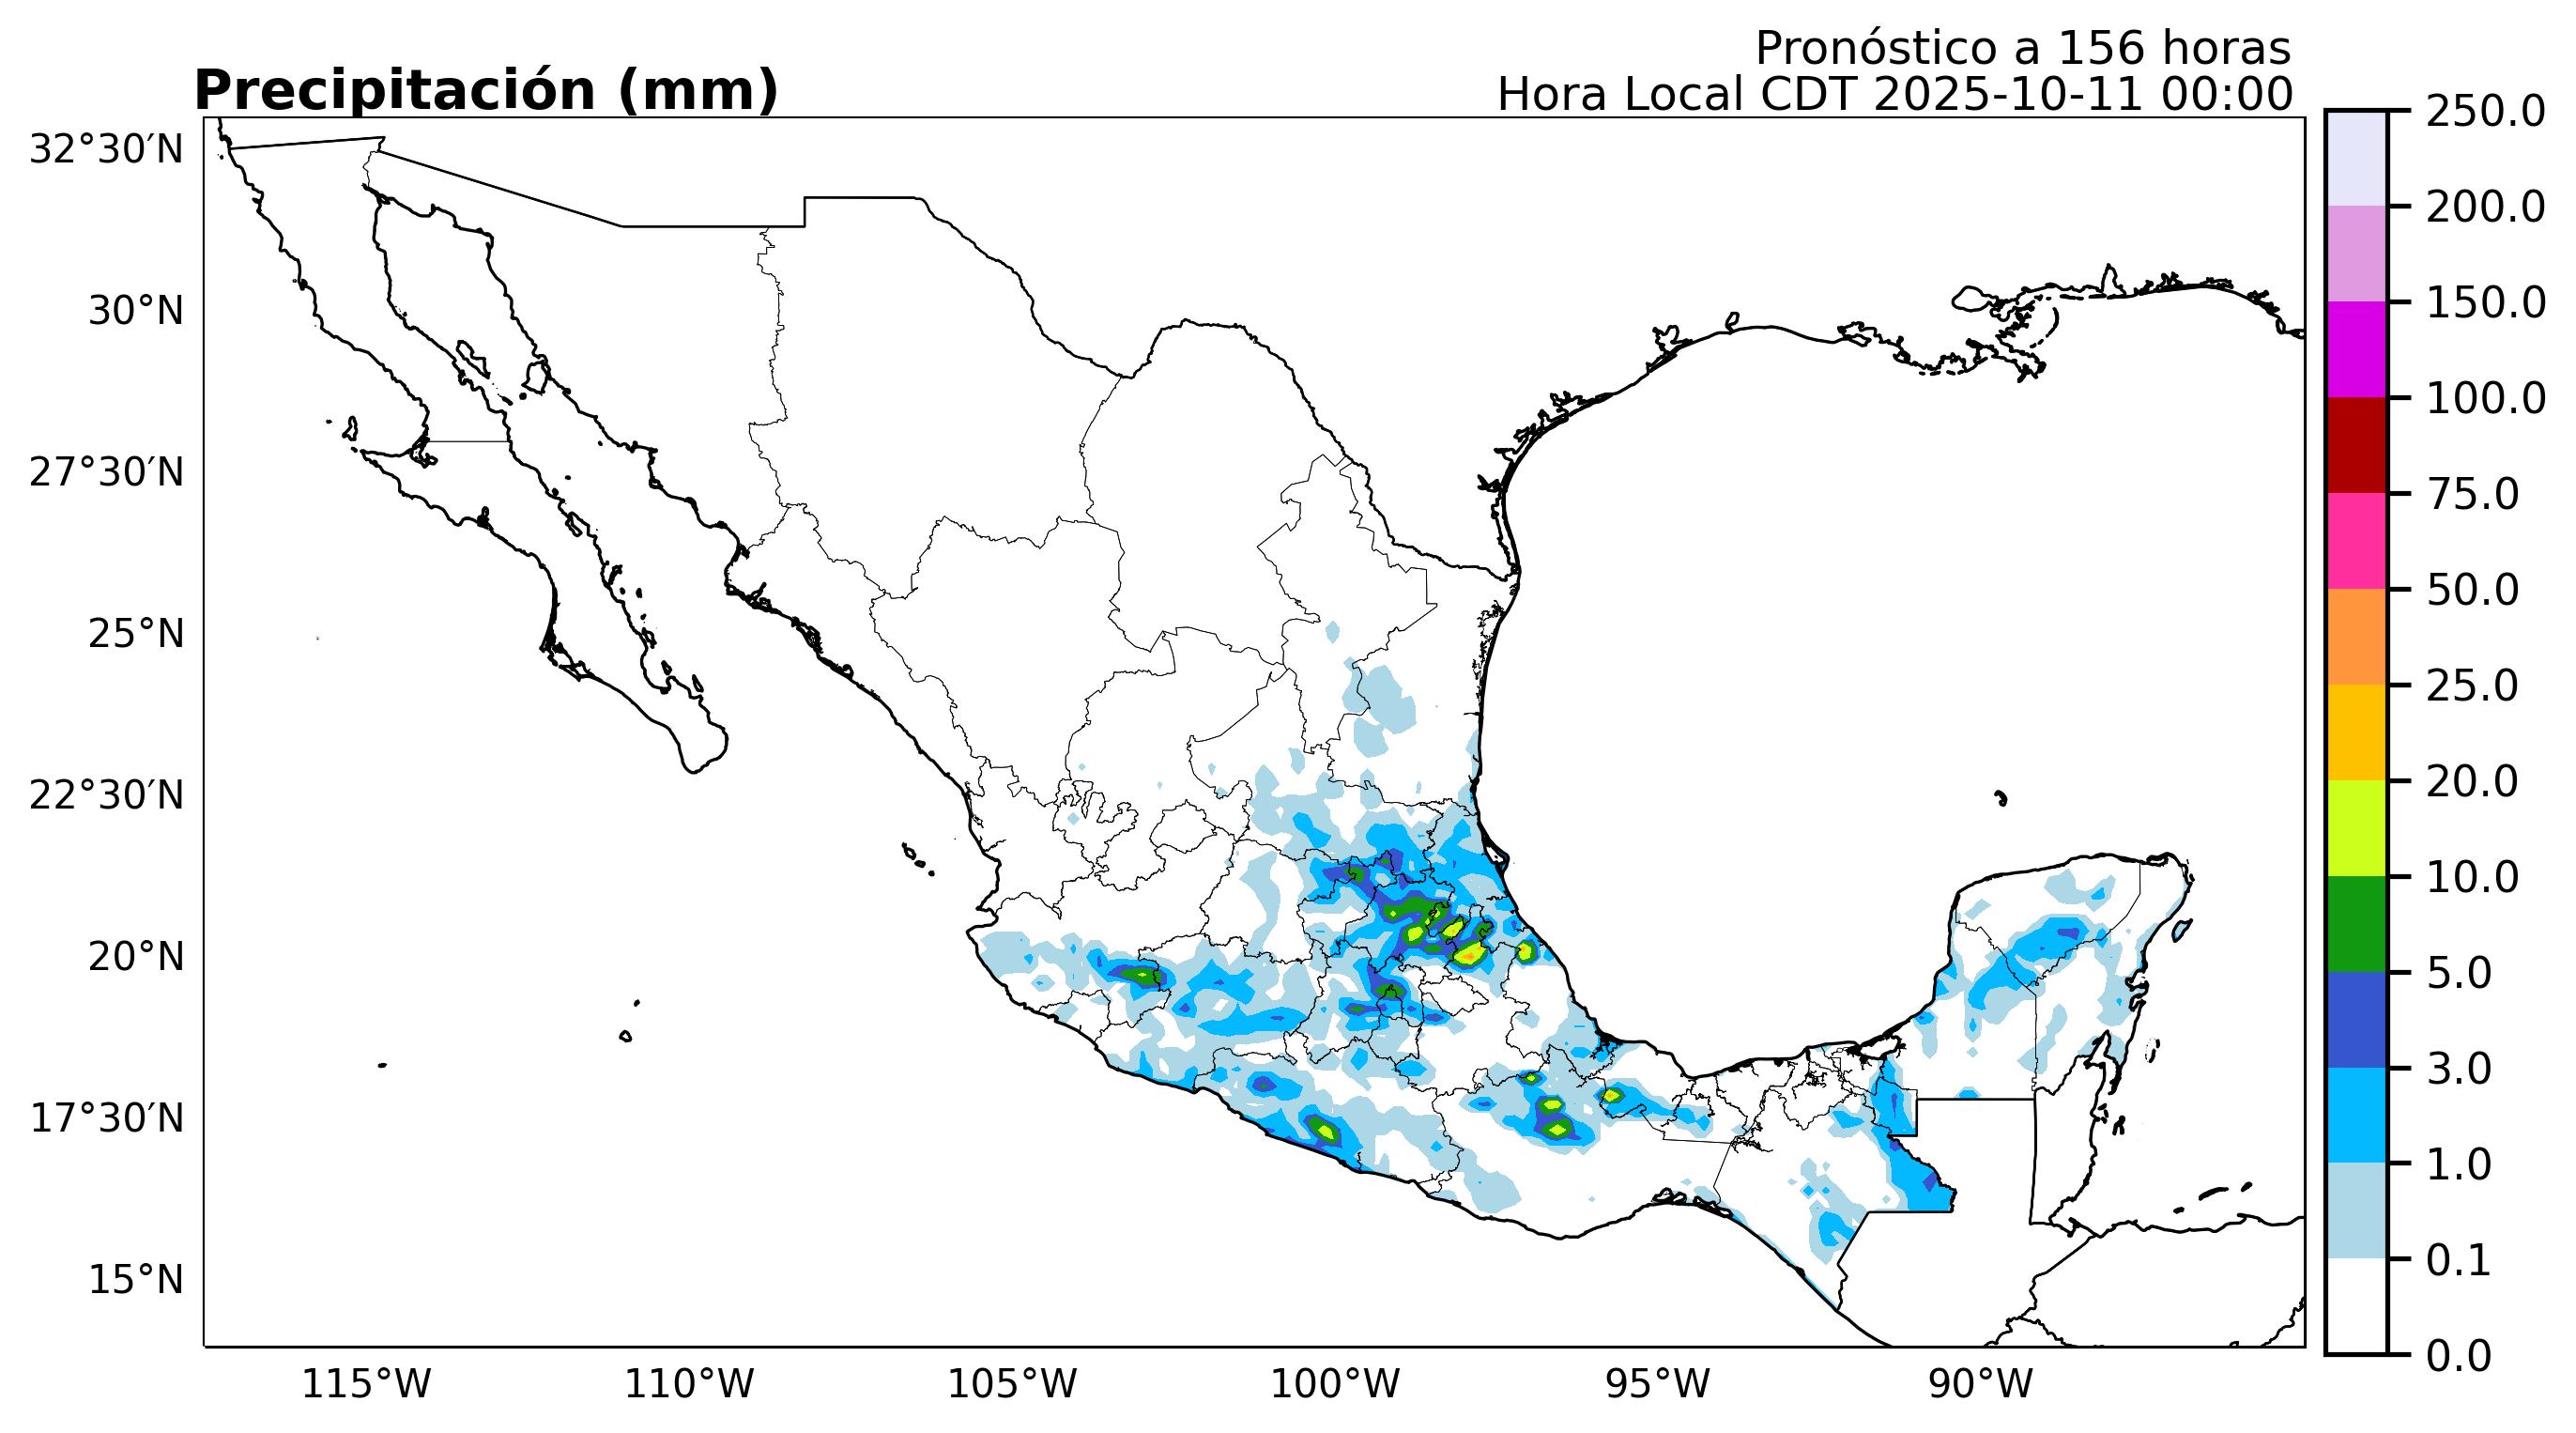 Pronóstico a 156 horas
Precipitación (mm)
Hora Local CDT 2025-10-11 00:00
32°30′N
30°N
27°30′N
25°N
22°30′N
20°N
17°30′N
15°N
115°W
110°W
105°W
100°W
95°W
90°W
250.0
200.0
150.0
100.0
75.0
50.0
25.0
20.0
10.0
5.0
3.0
1.0
0.1
0.0